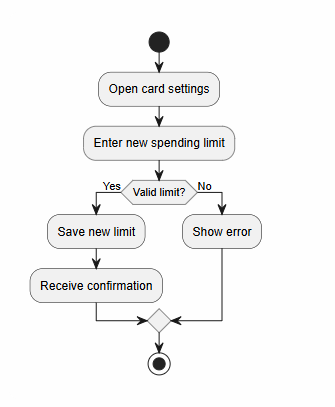 Open card settings
Enter new spending limit
Yes
Valid limit?
No
Save new limit
Show error
Receive confirmation